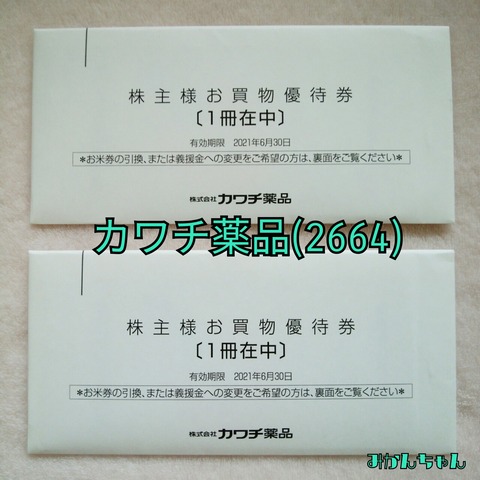 株主様お買物優待券
〔1冊在中〕
有効期限 2021年6月30日
＊お米券の引換、または義援金への変更をご希望の方は、裏面をご覧ください＊
株式会社カワチ薬品
カワチ薬品(2664)
株主様お買物優待券
〔1冊在中〕
有効期限 2021年6月30日
＊お米券の引換、または義援金への変更をご希望の方は、裏面をご覧ください＊
株式会社カワチ薬品
みかんちゃん